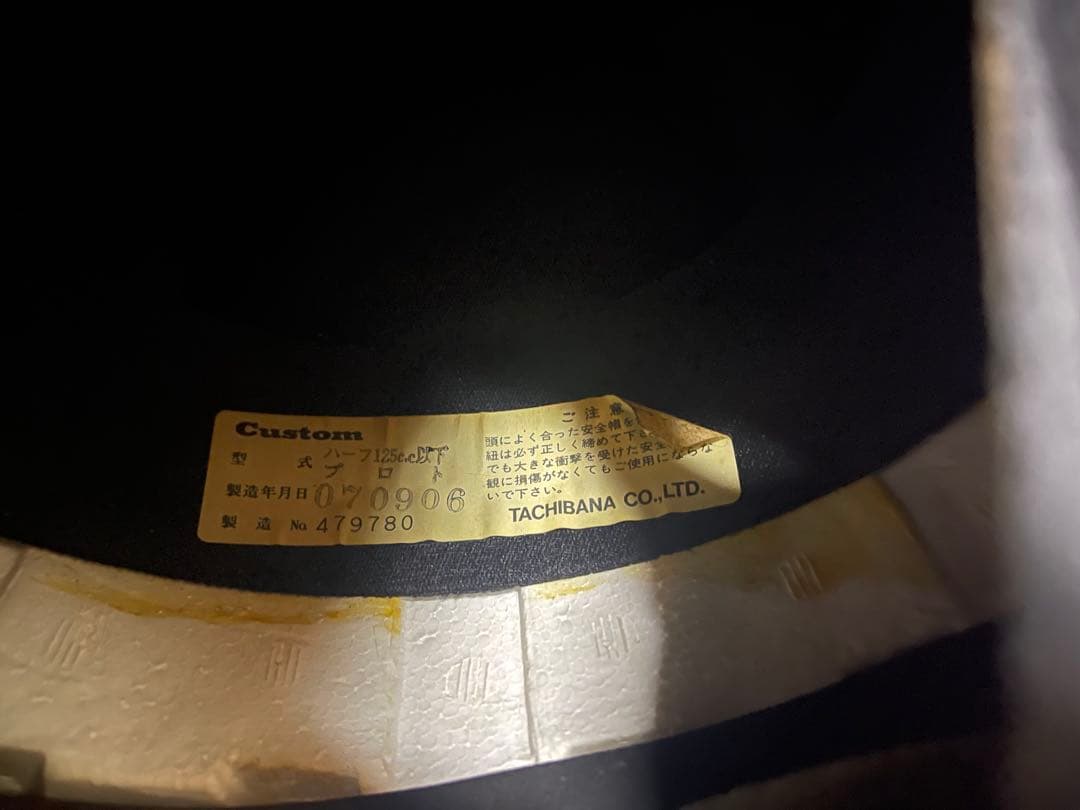 Custom
型 式 ハーフ125c.c以下
プ ロ ト
製造年月日 070906
製 造 No 479780
ご 注 意
頭によく合った安全帽を
紐は必ず正しく締めて下さ
でも大きな衝撃を受けた安全
観に損傷がなくてもご使用にならな
いで下さい。
TACHIBANA CO.,LTD.